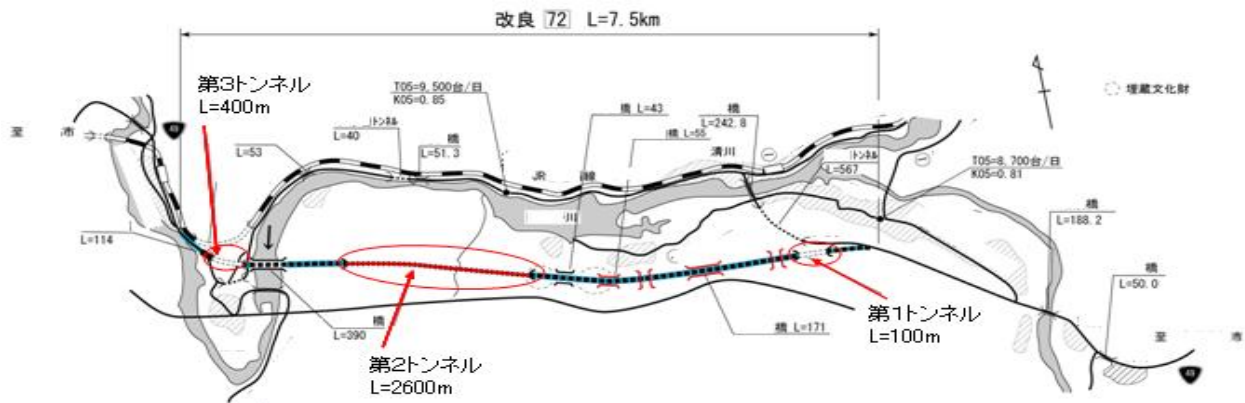 改良 72 L=7.5km
第3トンネル
L=400m
T05=9,500台/日
K05=0.85
橋 L=43
橋
L=242.8
橋 L=55
埋蔵文化財
至 市
49
トンネル
L=40
橋
L=51.3
L=53
清川
トンネル
L=567
T05=8,700台/日
K05=0.81
JR 線
川
橋
L=188.2
L=114
橋
L=50.0
第1トンネル
L=100m
橋
L=390
橋 L=171
第2トンネル
L=2600m
至 市
49